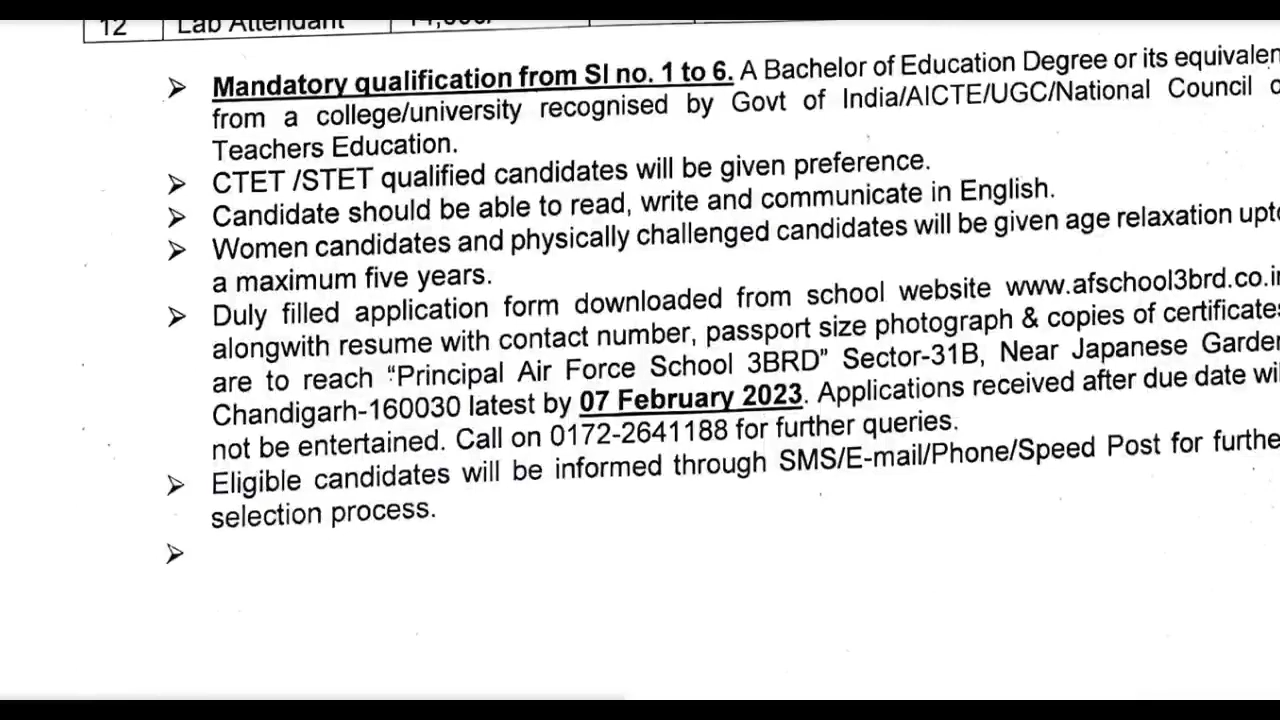 12 Lab Attendant
➢ Mandatory qualification from SI no. 1 to 6. A Bachelor of Education Degree or its equivalen
from a college/university recognised by Govt of India/AICTE/UGC/National Council o
Teachers Education.
➢ CTET /STET qualified candidates will be given preference.
➢ Candidate should be able to read, write and communicate in English.
➢ Women candidates and physically challenged candidates will be given age relaxation upto
a maximum five years.
➢ Duly filled application form downloaded from school website www.afschool3brd.co.in
alongwith resume with contact number, passport size photograph & copies of certificates
are to reach “Principal Air Force School 3BRD” Sector-31B, Near Japanese Garden
Chandigarh-160030 latest by 07 February 2023. Applications received after due date wil
not be entertained. Call on 0172-2641188 for further queries.
➢ Eligible candidates will be informed through SMS/E-mail/Phone/Speed Post for furthe
selection process.
➢